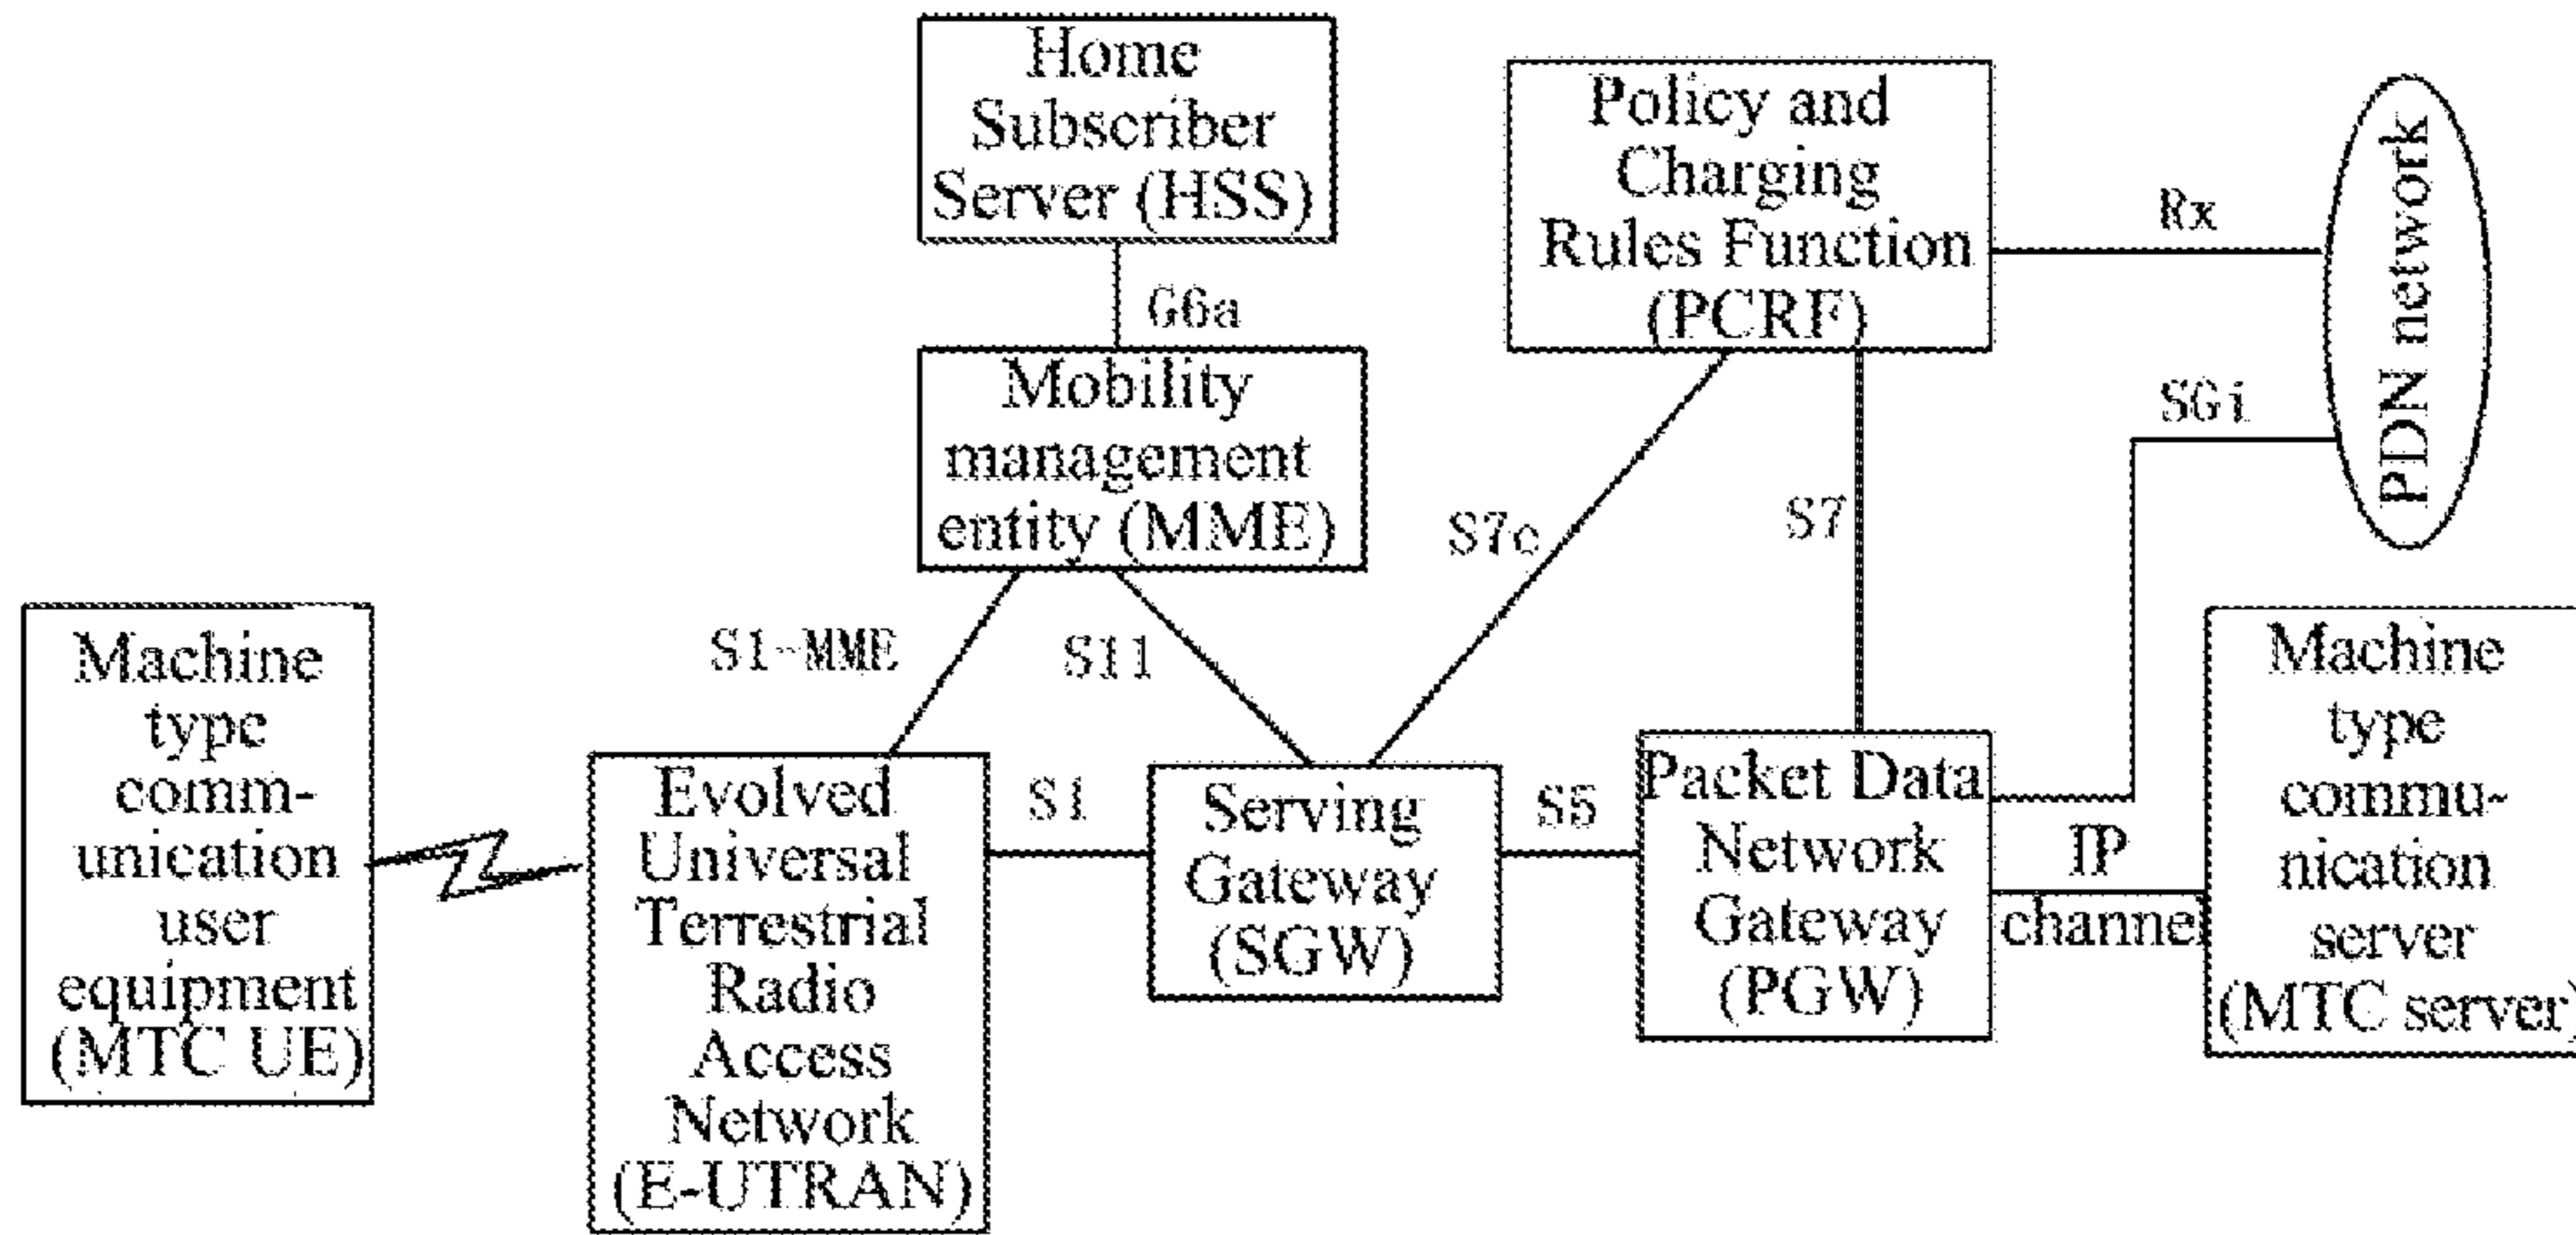 Home
Subscriber
Server (HSS)
G6a
Mobility
management
entity (MME)
Policy and
Charging
Rules Function
(PCRF)
Rx
PDN network
SGi
S7c
S7
S1-MME
S11
Machine
type
comm-
unication
user
equipment
(MTC UE)
Evolved
Universal
Terrestrial
Radio
Access
Network
(E-UTRAN)
S1
Serving
Gateway
(SGW)
S5
Packet Data
Network
Gateway
(PGW)
IP
channel
Machine
type
commu-
nication
server
(MTC server)